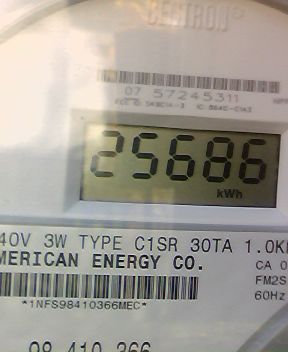 CENTRON®
07 57245311
25686
kWh
40V 3W TYPE C1SR 30TA 1.0K
MERICAN ENERGY CO.
CA 0
FM2S
60Hz
*1NFS98410366MEC*
98 410 366